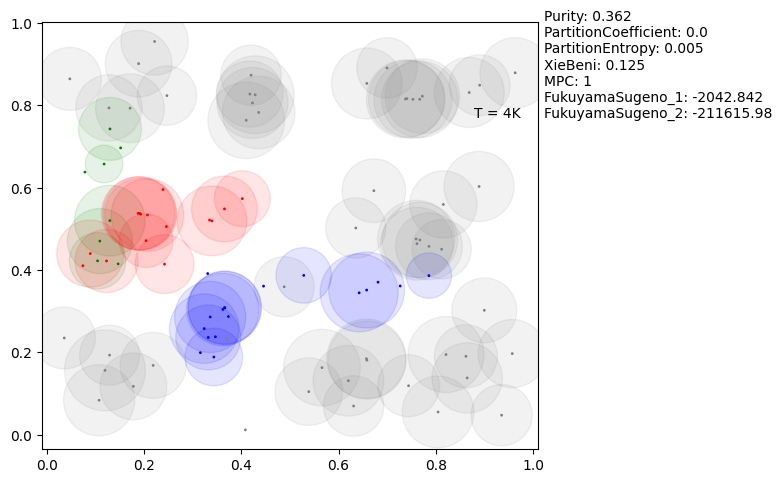 Purity: 0.362
PartitionCoefficient: 0.0
PartitionEntropy: 0.005
XieBeni: 0.125
MPC: 1
FukuyamaSugeno_1: -2042.842
FukuyamaSugeno_2: -211615.98
T = 4K
1.0
0.8
0.6
0.4
0.2
0.0
0.0 0.2 0.4 0.6 0.8 1.0